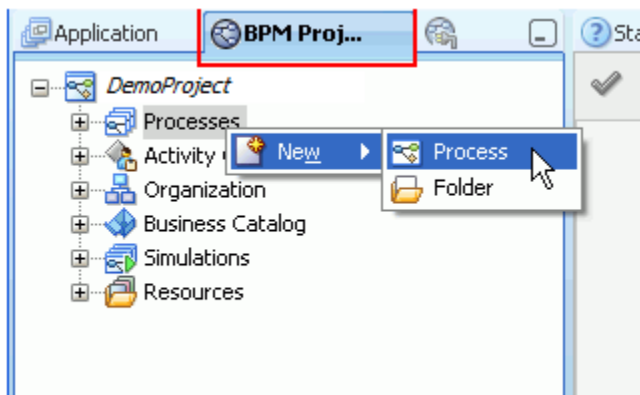 Application
BPM Proj...
Sta
DemoProject
Processes
Activity
New
Process
Folder
Organization
Business Catalog
Simulations
Resources